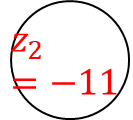 z₂
= −11